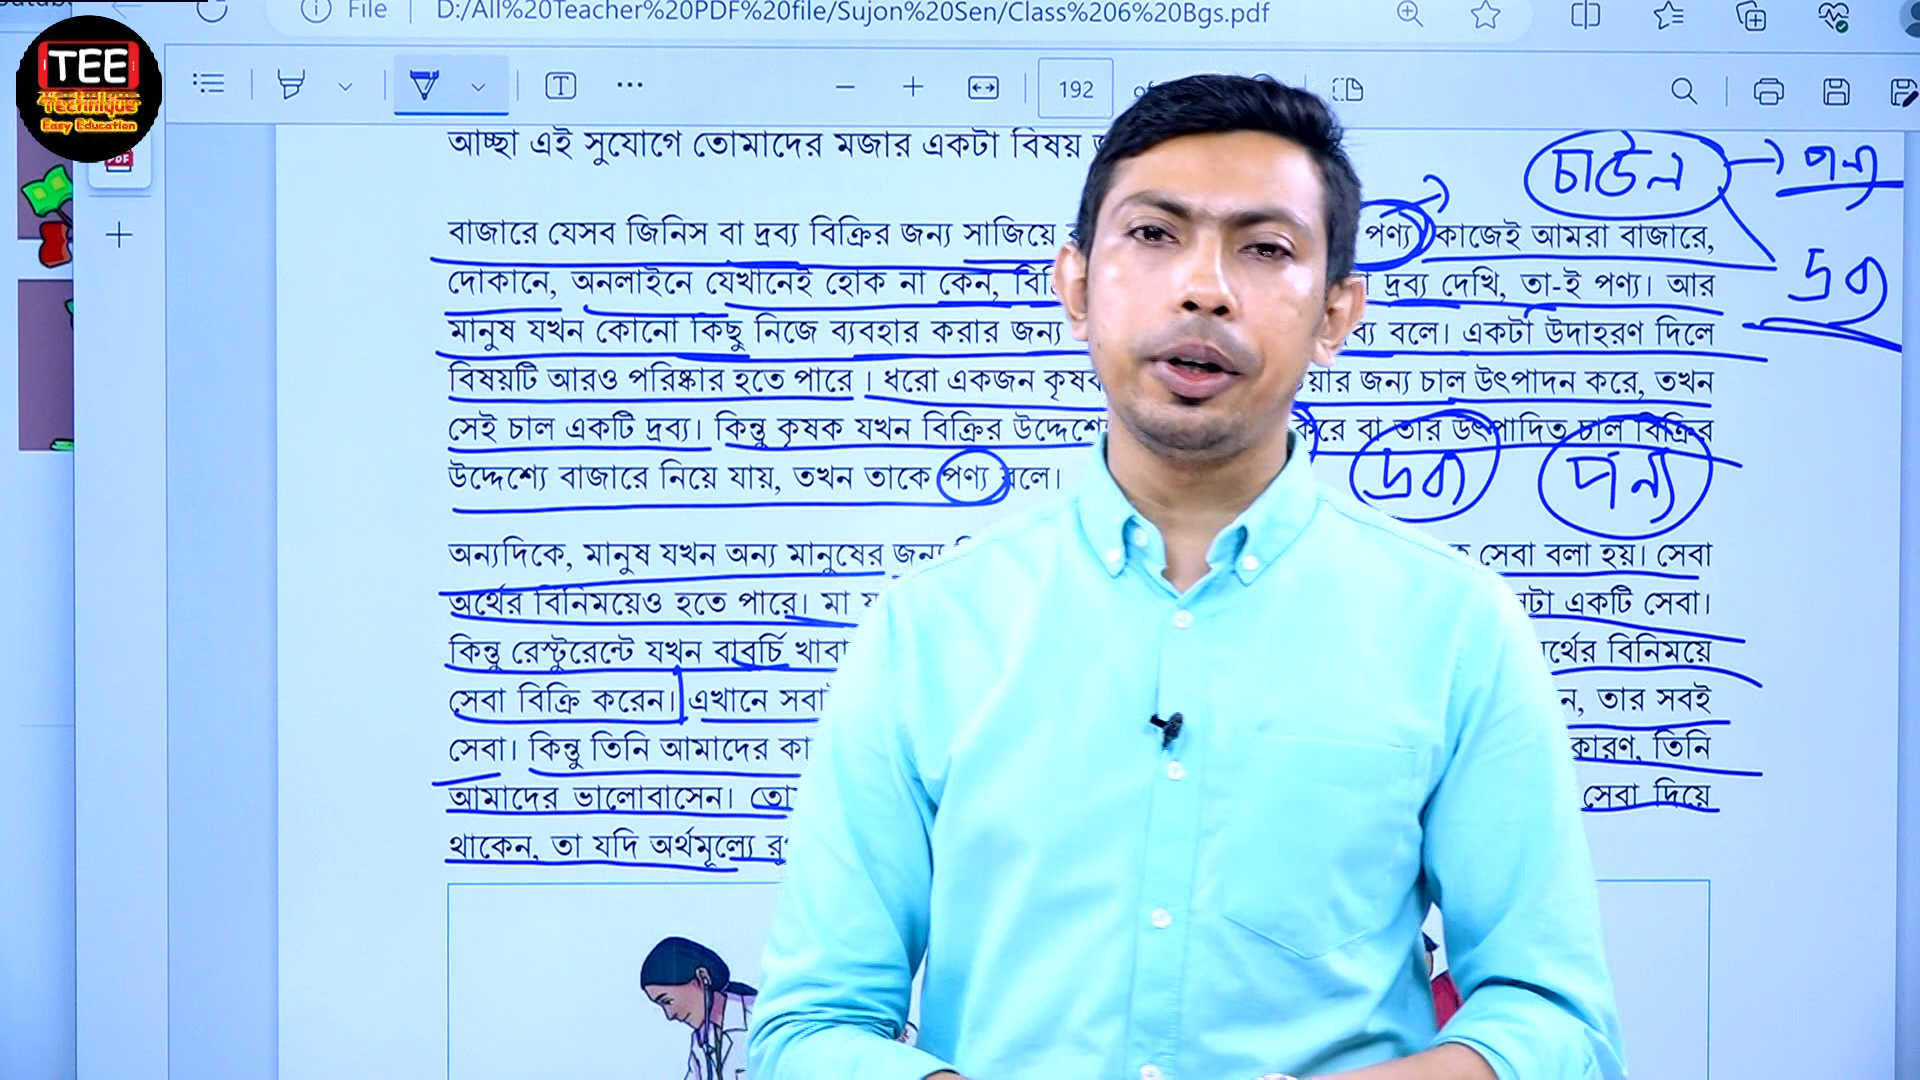 File | D:/All%20Teacher%20PDF%20file/Sujon%20Sen/Class%206%20Bgs.pdf
TEE
Technique
Easy Education
192
আচ্ছা এই সুযোগে তোমাদের মজার একটা বিষয়
চাউল → পন্য
দ্রব্য
বাজারে যেসব জিনিস বা দ্রব্য বিক্রির জন্য সাজিয়ে পণ্য। কাজেই আমরা বাজারে,
দোকানে, অনলাইনে যেখানেই হোক না কেন, দ্রব্য দেখি, তা-ই পণ্য। আর
মানুষ যখন কোনো কিছু নিজে ব্যবহার করার জন্য বলে। একটা উদাহরণ দিলে
বিষয়টি আরও পরিষ্কার হতে পারে। ধরো একজন কৃষক জন্য চাল উৎপাদন করে, তখন
সেই চাল একটি দ্রব্য। কিন্তু কৃষক যখন বিক্রির উদ্দেশ্যে করে বা তার উৎপাদিত চাল বিক্রির
উদ্দেশ্যে বাজারে নিয়ে যায়, তখন তাকে পণ্য বলে।
দ্রব্য পন্য
অন্যদিকে, মানুষ যখন অন্য মানুষের জন্য সেবা বলা হয়। সেবা
অর্থের বিনিময়েও হতে পারে। মা একটি সেবা।
কিন্তু রেস্টুরেন্টে যখন বাবুর্চি অর্থের বিনিময়ে
সেবা বিক্রি করেন। এখানে তার সবই
সেবা। কিন্তু তিনি আমাদের কারণ, তিনি
আমাদের ভালোবাসেন। সেবা দিয়ে
থাকেন, তা যদি অর্থমূল্যে